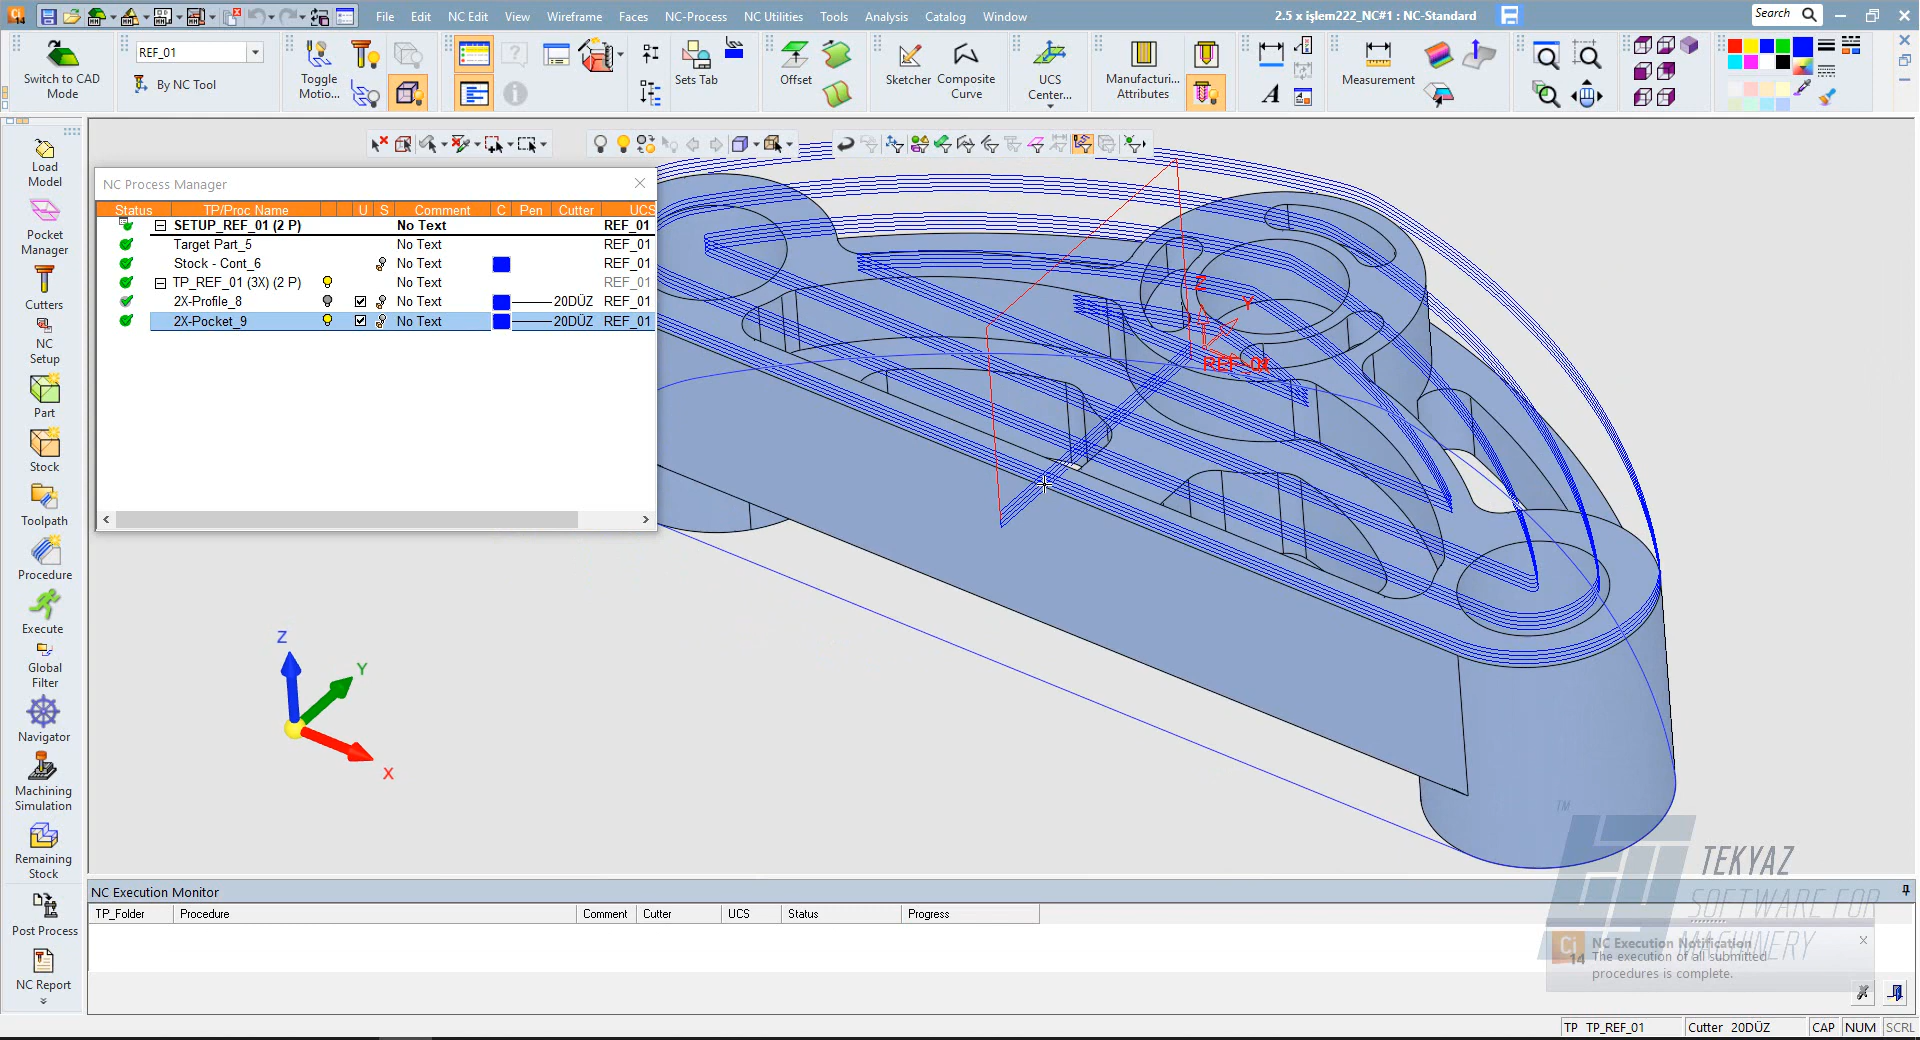 File Edit NC Edit View Wireframe Faces NC-Process NC Utilities Tools Analysis Catalog Window
2.5 x işlem222_NC#1 : NC-Standard
Search
Switch to CAD Mode
REF_01
By NC Tool
Toggle Motio...
Sets Tab
Offset
Sketcher
Composite Curve
UCS Center...
Manufacturi... Attributes
Measurement
Load Model
Pocket Manager
Cutters
NC Setup
Part
Stock
Toolpath
Procedure
Execute
Global Filter
Navigator
Machining Simulation
Remaining Stock
Post Process
NC Report
NC Process Manager
Status TP/Proc Name U S Comment C Pen Cutter UCS
SETUP_REF_01 (2 P) No Text REF_01
Target Part_5 No Text REF_01
Stock - Cont_6 No Text REF_01
TP_REF_01 (3X) (2 P) No Text REF_01
2X-Profile_8 No Text 20DÜZ REF_01
2X-Pocket_9 No Text 20DÜZ REF_01
Z
Y
REF_01
Z
Y
X
NC Execution Monitor
TP_Folder Procedure Comment Cutter UCS Status Progress
TM
TEKYAZ
SOFTWARE FOR
MACHINERY
Ci 14
NC Execution Notification
The execution of all submitted
procedures is complete.
TP TP_REF_01 Cutter 20DÜZ CAP NUM SCRL